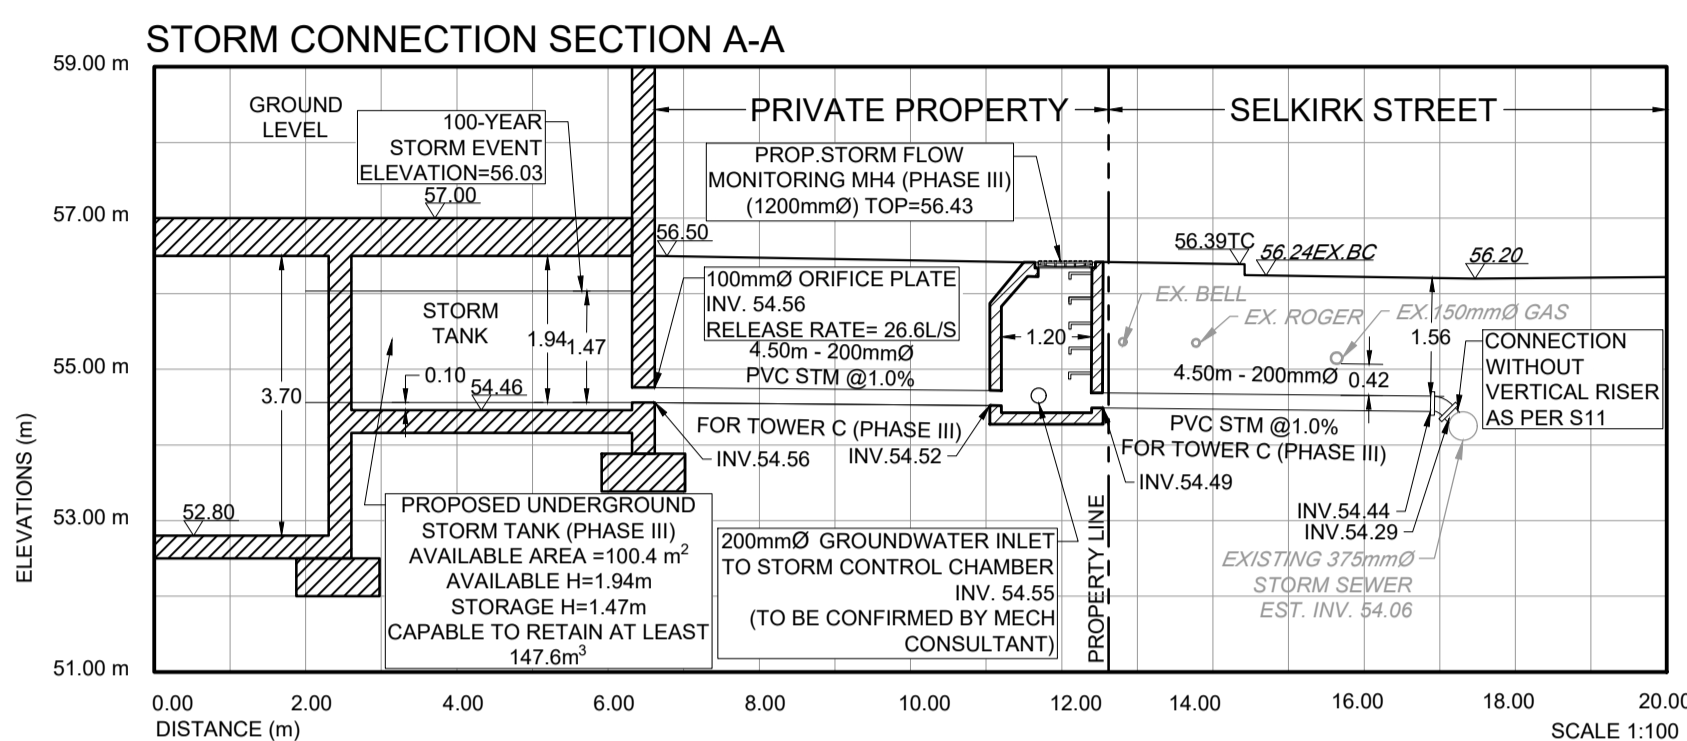 STORM CONNECTION SECTION A-A
59.00 m
57.00 m
55.00 m
53.00 m
51.00 m
ELEVATIONS (m)
GROUND
LEVEL
100-YEAR
STORM EVENT
ELEVATION=56.03
57.00
PRIVATE PROPERTY
SELKIRK STREET
PROP.STORM FLOW
MONITORING MH4 (PHASE III)
(1200mmØ) TOP=56.43
56.50
56.39TC
56.24EX.BC
56.20
100mmØ ORIFICE PLATE
INV. 54.56
RELEASE RATE= 26.6L/S
4.50m - 200mmØ
PVC STM @1.0%
STORM
TANK
1.94
1.47
0.10
54.46
3.70
1.20
EX. BELL
EX. ROGER
EX.150mmØ GAS
1.56
CONNECTION
WITHOUT
VERTICAL RISER
AS PER S11
4.50m - 200mmØ
0.42
FOR TOWER C (PHASE III)
INV.54.56
INV.54.52
PVC STM @1.0%
FOR TOWER C (PHASE III)
INV.54.49
INV.54.44
INV.54.29
52.80
PROPOSED UNDERGROUND
STORM TANK (PHASE III)
AVAILABLE AREA =100.4 m²
AVAILABLE H=1.94m
STORAGE H=1.47m
CAPABLE TO RETAIN AT LEAST
147.6m³
200mmØ GROUNDWATER INLET
TO STORM CONTROL CHAMBER
INV. 54.55
(TO BE CONFIRMED BY MECH
CONSULTANT)
PROPERTY LINE
EXISTING 375mmØ
STORM SEWER
EST. INV. 54.06
0.00 2.00 4.00 6.00 8.00 10.00 12.00 14.00 16.00 18.00 20.00
DISTANCE (m)
SCALE 1:100